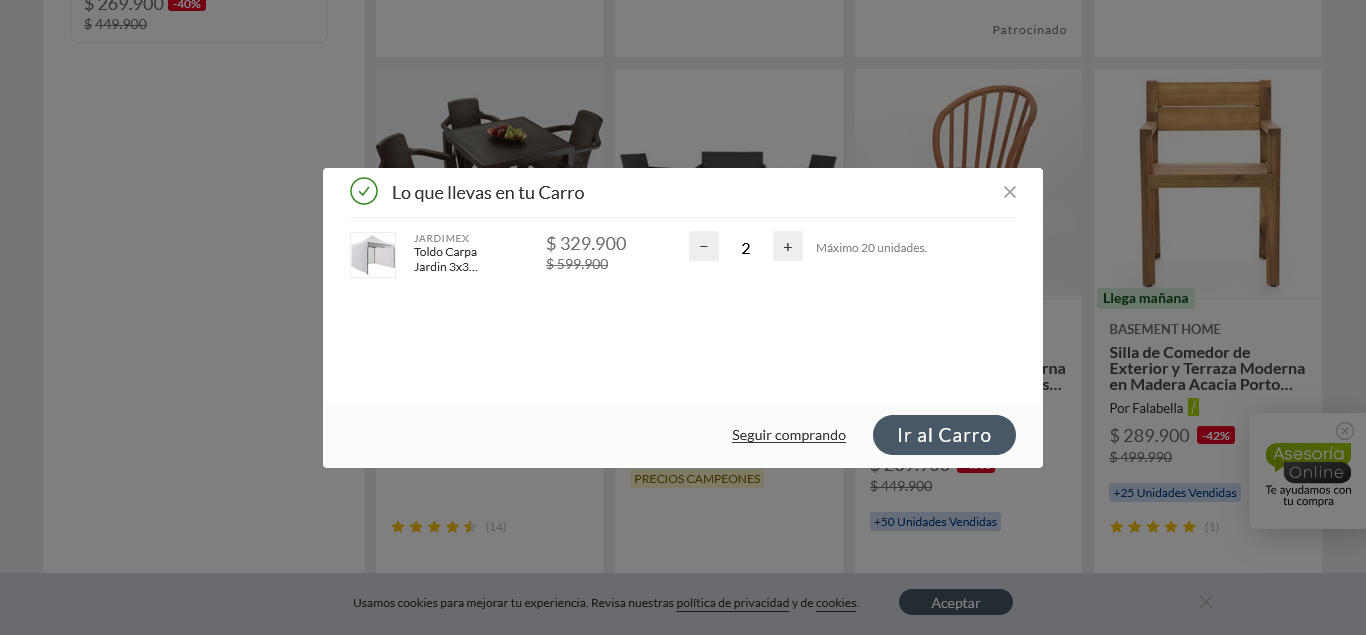 $ 269.900 -40%
$ 449.900
Patrocinado
Lo que llevas en tu Carro
JARDIMEX
Toldo Carpa
Jardin 3x3...
$ 329.900
$ 599.900
− 2 +
Máximo 20 unidades.
Seguir comprando
Ir al Carro
PRECIOS CAMPEONES
(14)
$ 449.900
+50 Unidades Vendidas
Llega mañana
BASEMENT HOME
Silla de Comedor de
Exterior y Terraza Moderna
en Madera Acacia Porto...
Por Falabella
$ 289.900 -42%
$ 499.990
+25 Unidades Vendidas
(1)
Asesoría
Online
Te ayudamos con
tu compra
Usamos cookies para mejorar tu experiencia. Revisa nuestras política de privacidad y de cookies.
Aceptar